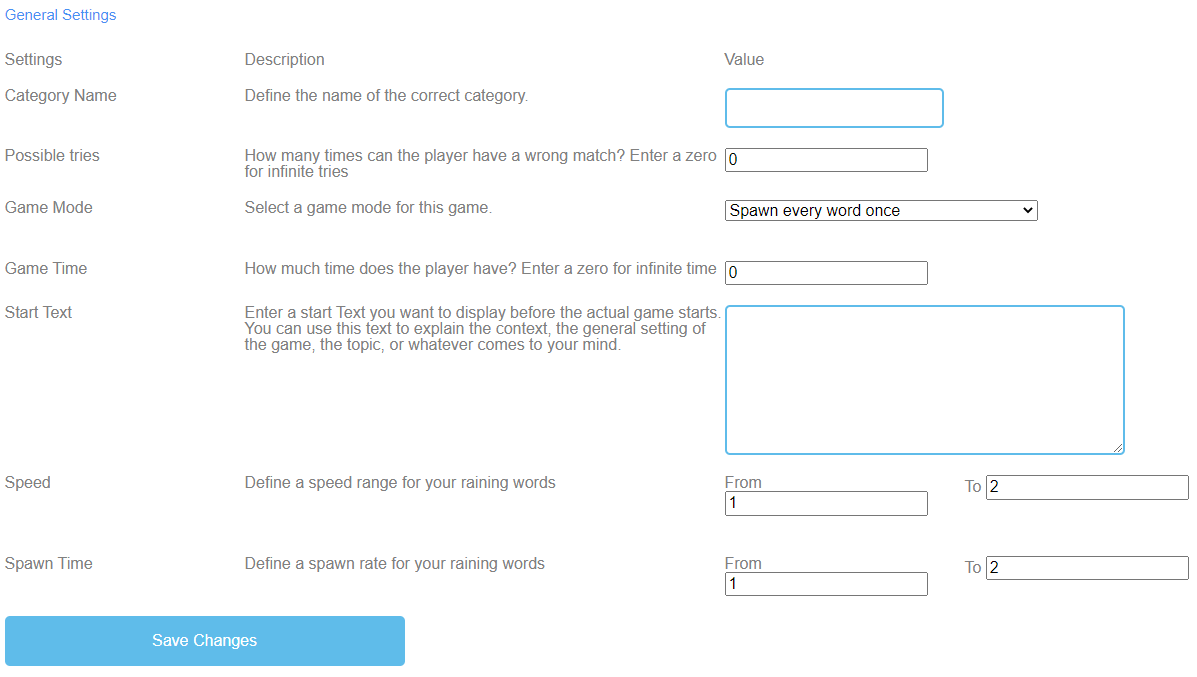 General Settings
Settings Description Value
Category Name Define the name of the correct category.
Possible tries How many times can the player have a wrong match? Enter a zero 0
for infinite tries
Game Mode Select a game mode for this game. Spawn every word once
Game Time How much time does the player have? Enter a zero for infinite time 0
Start Text Enter a start Text you want to display before the actual game starts.
You can use this text to explain the context, the general setting of
the game, the topic, or whatever comes to your mind.
Speed Define a speed range for your raining words From
1 To 2
Spawn Time Define a spawn rate for your raining words From
1 To 2
Save Changes